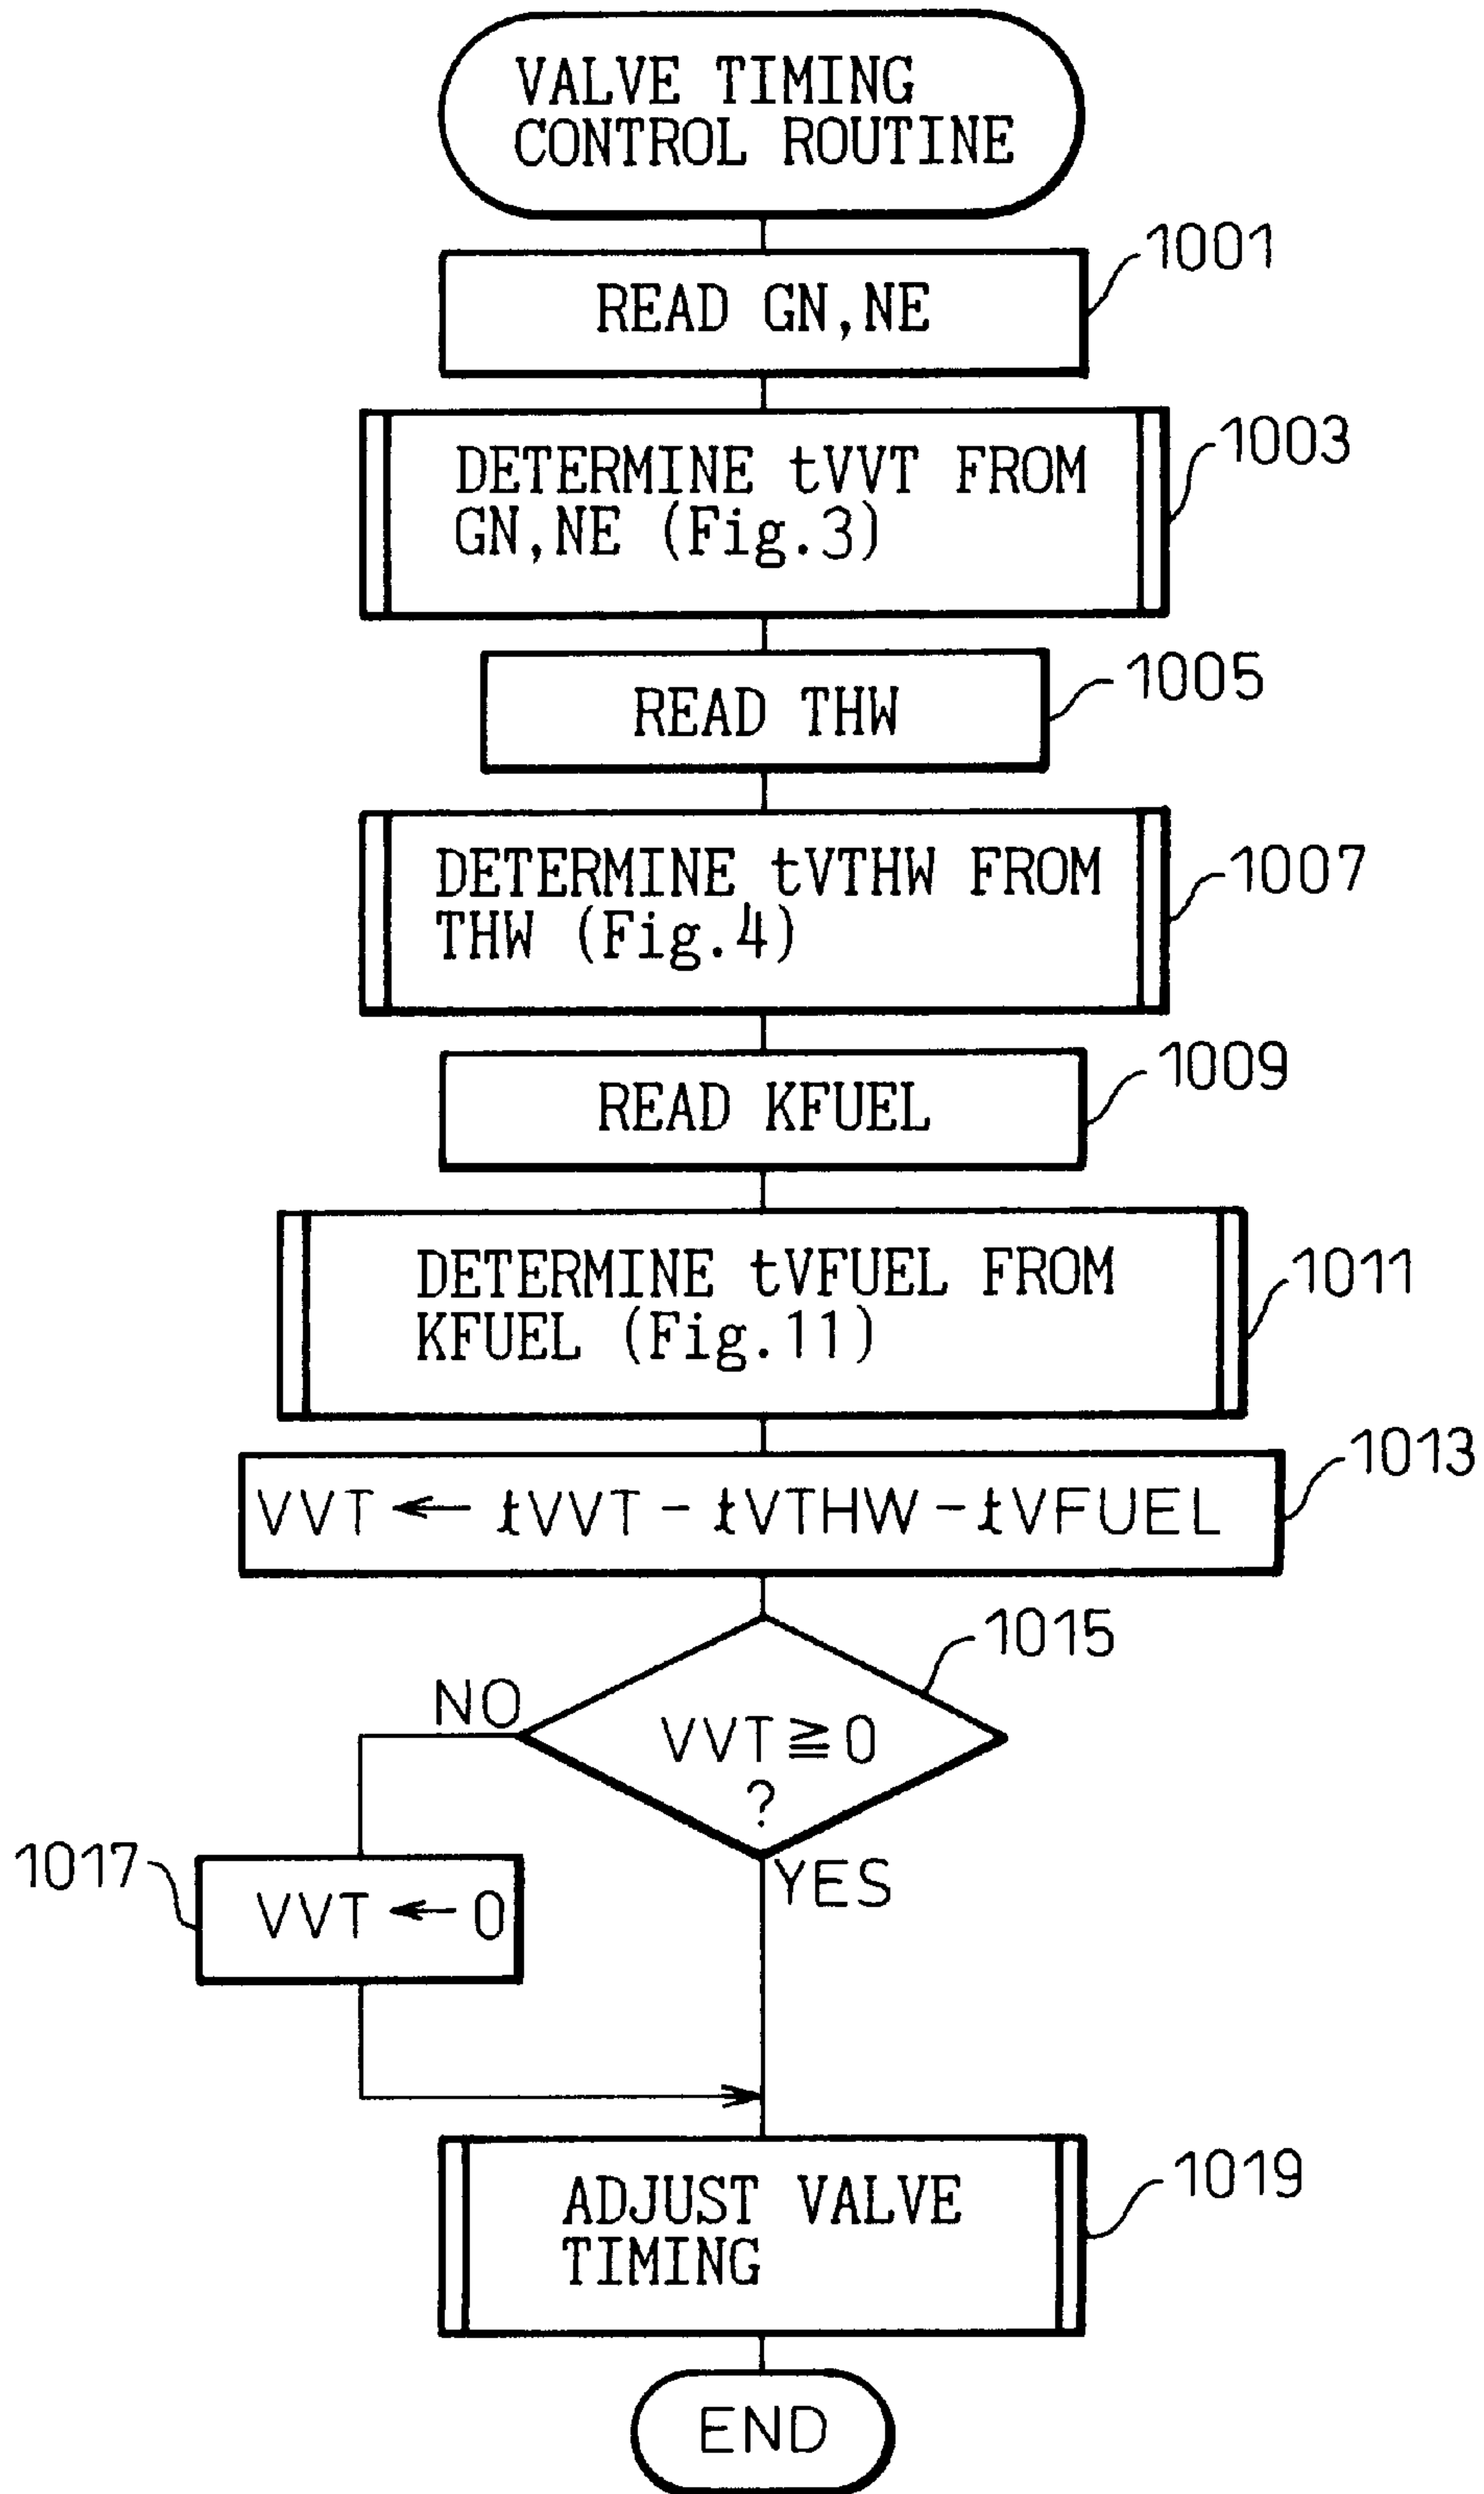 VALVE TIMING
CONTROL ROUTINE
1001
READ GN,NE
1003
DETERMINE tVVT FROM
GN,NE (Fig.3)
1005
READ THW
1007
DETERMINE tVTHW FROM
THW (Fig.4)
1009
READ KFUEL
1011
DETERMINE tVFUEL FROM
KFUEL (Fig.11)
1013
VVT ← tVVT - tVTHW - tVFUEL
1015
NO
VVT ≧ 0
?
YES
1017
VVT ← 0
1019
ADJUST VALVE
TIMING
END